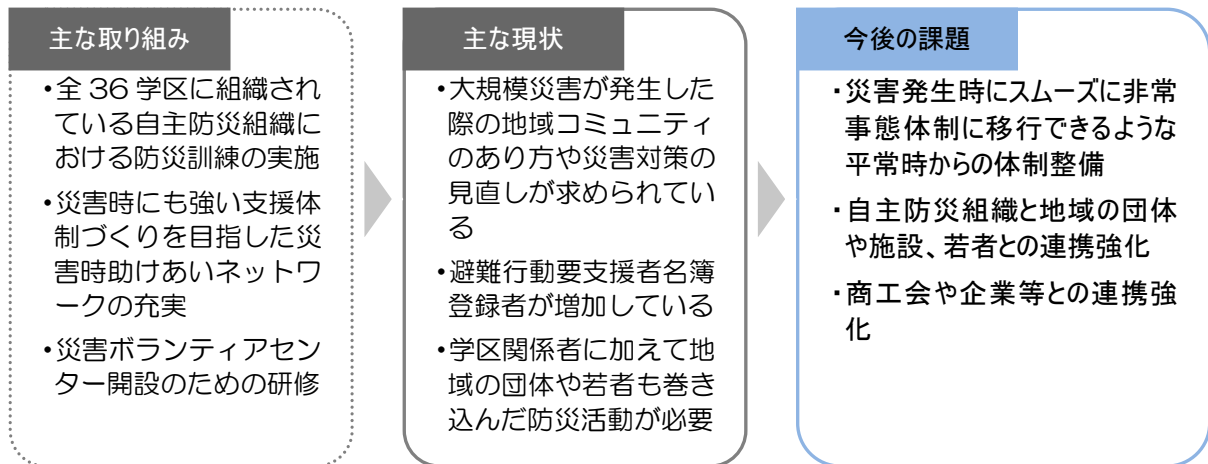 主な取り組み
・全36学区に組織され
ている自主防災組織に
おける防災訓練の実施
・災害時にも強い支援体
制づくりを目指した災
害時助けあいネットワ
ークの充実
・災害ボランティアセン
ター開設のための研修
主な現状
・大規模災害が発生した
際の地域コミュニティ
のあり方や災害対策の
見直しが求められてい
る
・避難行動要支援者名簿
登録者が増加している
・学区関係者に加えて地
域の団体や若者も巻き
込んだ防災活動が必要
今後の課題
・災害発生時にスムーズに非常
事態体制に移行できるような
平常時からの体制整備
・自主防災組織と地域の団体
や施設、若者との連携強化
・商工会や企業等との連携強
化